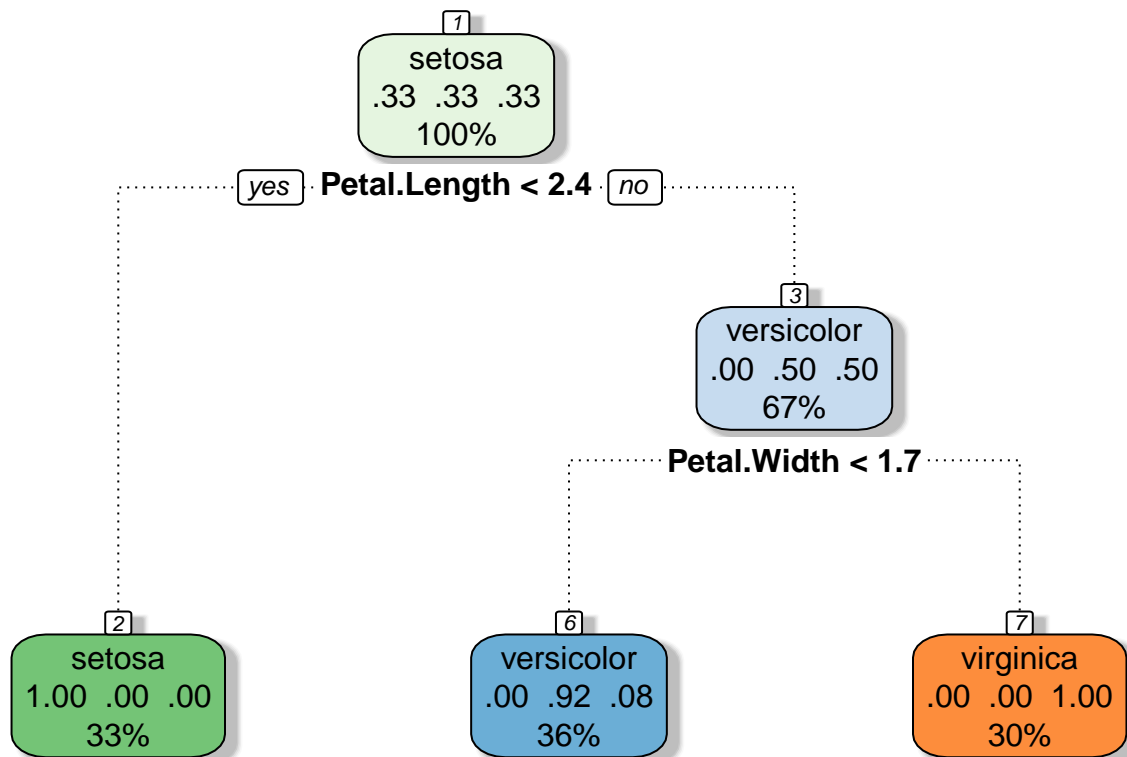 1
setosa
.33 .33 .33
100%
yes Petal.Length < 2.4 no
3
versicolor
.00 .50 .50
67%
Petal.Width < 1.7
2
setosa
1.00 .00 .00
33%
6
versicolor
.00 .92 .08
36%
7
virginica
.00 .00 1.00
30%